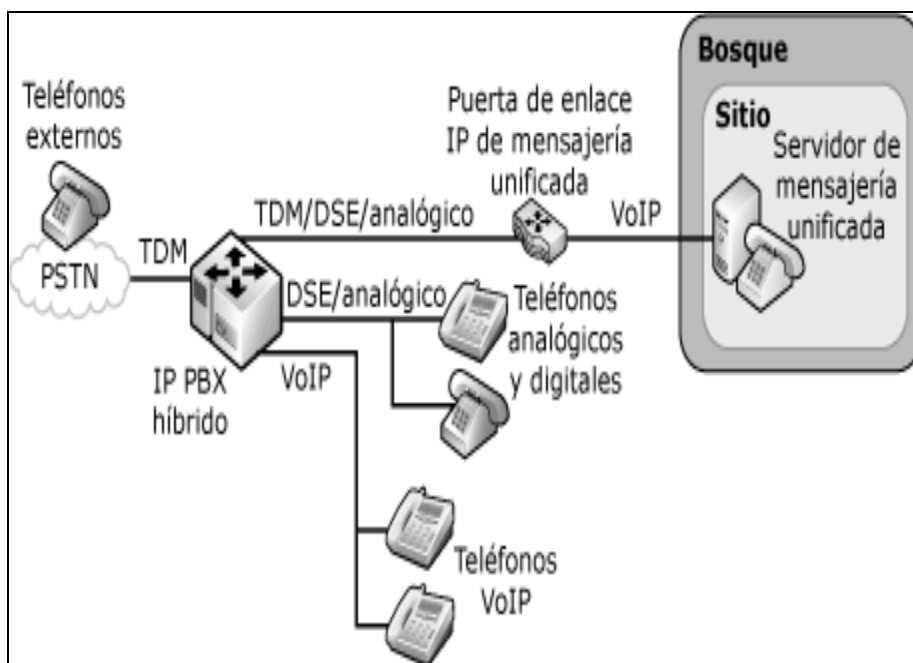 Teléfonos
externos
PSTN
TDM
IP PBX
híbrido
TDM/DSE/analógico
Puerta de enlace
IP de mensajería
unificada
VoIP
Bosque
Sitio
Servidor de
mensajería
unificada
DSE/analógico
Teléfonos
analógicos
y digitales
VoIP
Teléfonos
VoIP